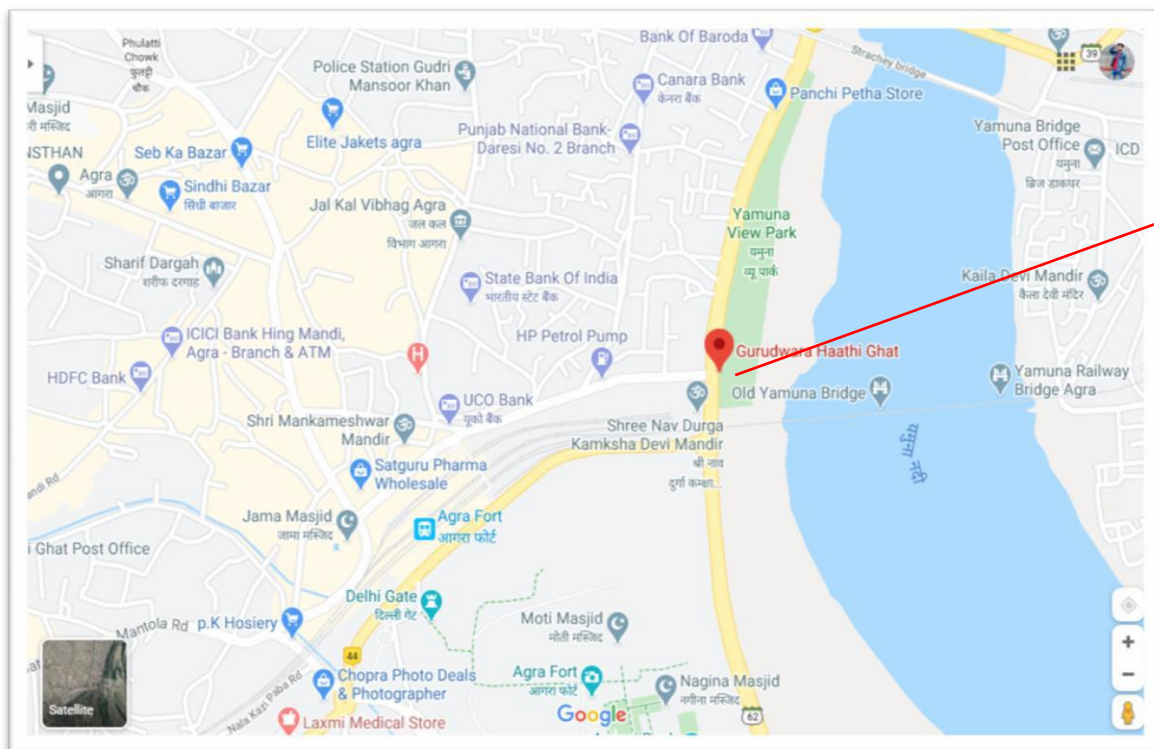 Phulatti
Chowk
फुलट्टी
चौक
Police Station Gudri
Mansoor Khan
Bank Of Baroda
Canara Bank
केनरा बैंक
Strachey bridge
39
Panchi Petha Store
Masjid
री मस्जिद
Elite Jakets agra
Punjab National Bank-
Daresi No. 2 Branch
Yamuna Bridge
Post Office
यमुना
ब्रिज डाकघर
ICD
NSTHAN
Seb Ka Bazar
Agra
आगरा
Sindhi Bazar
सिंधी बाजार
Jal Kal Vibhag Agra
जल कल
विभाग आगरा
Yamuna
View Park
यमुना
व्यू पार्क
Sharif Dargah
शरीफ दरगाह
State Bank Of India
भारतीय स्टेट बैंक
Kaila Devi Mandir
कैला देवी मंदिर
ICICI Bank Hing Mandi,
Agra - Branch & ATM
HP Petrol Pump
H
Gurudwara Haathi Ghat
HDFC Bank
UCO Bank
यूको बैंक
Old Yamuna Bridge
Yamuna Railway
Bridge Agra
Shri Mankameshwar
Mandir
Shree Nav Durga
Kamksha Devi Mandir
श्री नाव
दुर्गा कम्क्षा...
यमुना नदी
Satguru Pharma
Wholesale
andi Rd
Jama Masjid
जामा मस्जिद
Agra Fort
आगरा फोर्ट
i Ghat Post Office
Delhi Gate
दिल्ली गेट
Moti Masjid
मोती मस्जिद
Mantola Rd
p.K Hosiery
44
Chopra Photo Deals
& Photographer
Agra Fort
आगरा फोर्ट
Nagina Masjid
नगीना मस्जिद
Nala Kazi Paba Rd
Satellite
Laxmi Medical Store
Google
62